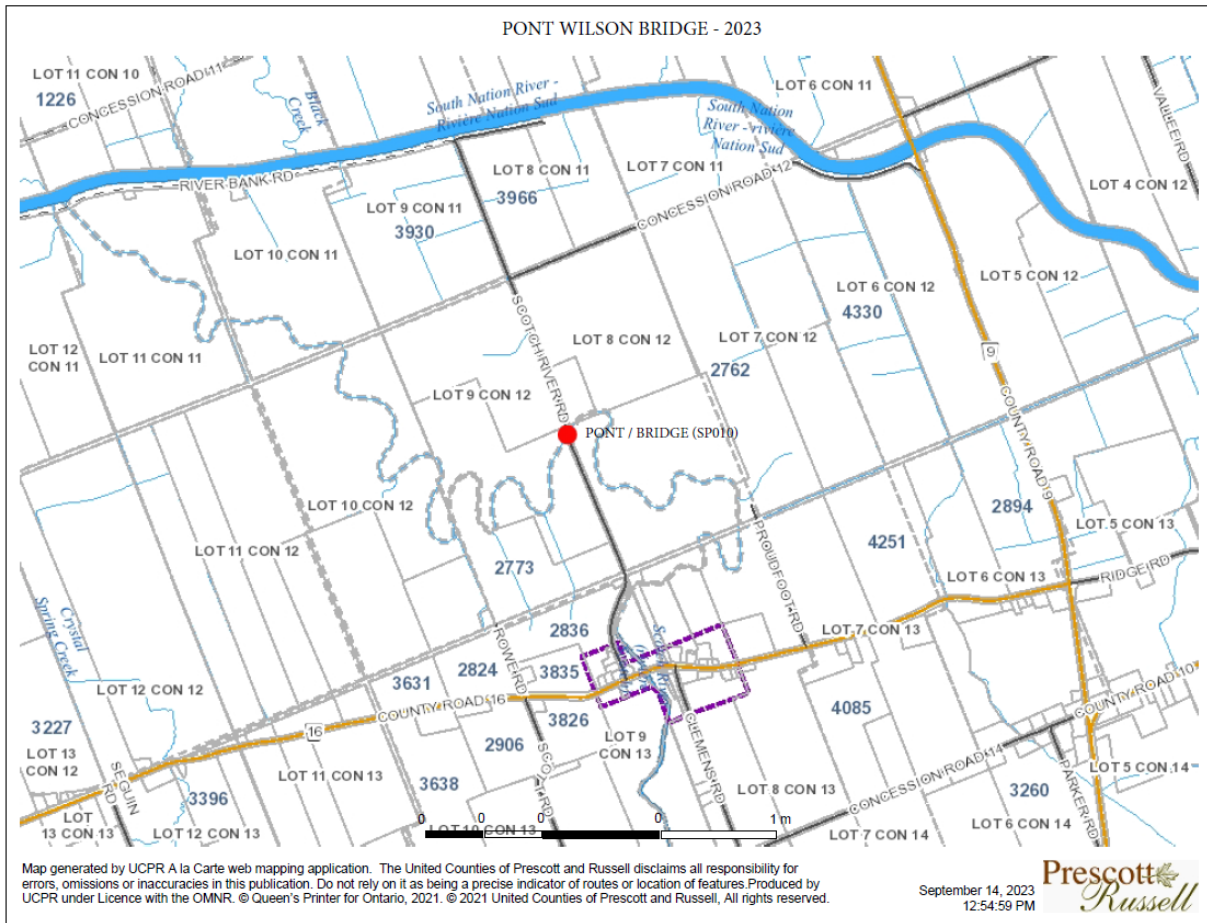 PONT WILSON BRIDGE - 2023
LOT 11 CON 10
1226
CONCESSION ROAD 11
Black
Creek
South Nation River -
Rivière Nation Sud
South Nation
River - rivière
Nation Sud
LOT 6 CON 11
VALLEE RD
RIVER BANK RD
LOT 8 CON 11
3966
LOT 7 CON 11
CONCESSION ROAD 12
LOT 4 CON 12
LOT 9 CON 11
3930
LOT 10 CON 11
LOT 5 CON 12
LOT 6 CON 12
4330
SCOTCH RIVER RD
LOT 12
CON 11
LOT 11 CON 11
LOT 8 CON 12
LOT 7 CON 12
9
2762
COUNTY ROAD 9
LOT 9 CON 12
PONT / BRIDGE (SP010)
LOT 10 CON 12
2894
LOT 5 CON 13
LOT 11 CON 12
PROUDFOOT RD
4251
2773
LOT 6 CON 13
RIDGE RD
Crystal
Spring Creek
ROWE RD
2836
LOT 7 CON 13
2824
3835
3631
LOT 12 CON 12
COUNTY ROAD 16
16
3227
LOT 13
CON 12
SEGUIN
RD
3826
2906
SCOTT RD
LOT 9
CON 13
CLEMENS RD
4085
COUNTY ROAD 10
CONCESSION ROAD 14
LOT 11 CON 13
3638
LOT 8 CON 13
PARKER RD
LOT 5 CON 14
3260
3396
LOT
13 CON 13
LOT 12 CON 13
LOT 10 CON 13
LOT 7 CON 14
LOT 6 CON 14
0 0 0 0 1 m
Map generated by UCPR A la Carte web mapping application. The United Counties of Prescott and Russell disclaims all responsibility for
errors, omissions or inaccuracies in this publication. Do not rely on it as being a precise indicator of routes or location of features.Produced by
UCPR under Licence with the OMNR. © Queen's Printer for Ontario, 2021. © 2021 United Counties of Prescott and Russell, All rights reserved.
September 14, 2023
12:54:59 PM
Prescott
Russell